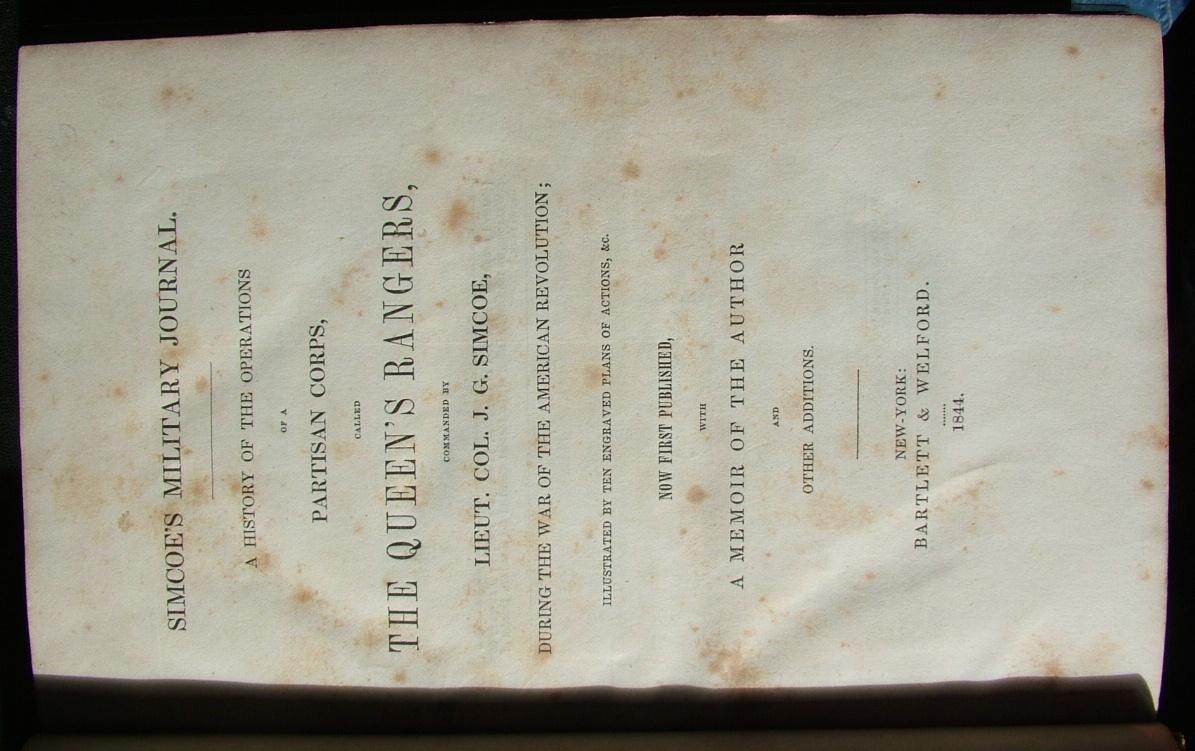 SIMCOE'S MILITARY JOURNAL.
A HISTORY OF THE OPERATIONS
OF A
PARTISAN CORPS,
CALLED
THE QUEEN'S RANGERS,
COMMANDED BY
LIEUT. COL. J. G. SIMCOE,
DURING THE WAR OF THE AMERICAN REVOLUTION;
ILLUSTRATED BY TEN ENGRAVED PLANS OF ACTIONS, &c.
NOW FIRST PUBLISHED,
WITH
A MEMOIR OF THE AUTHOR
AND
OTHER ADDITIONS.
NEW-YORK:
BARTLETT & WELFORD.
1844.